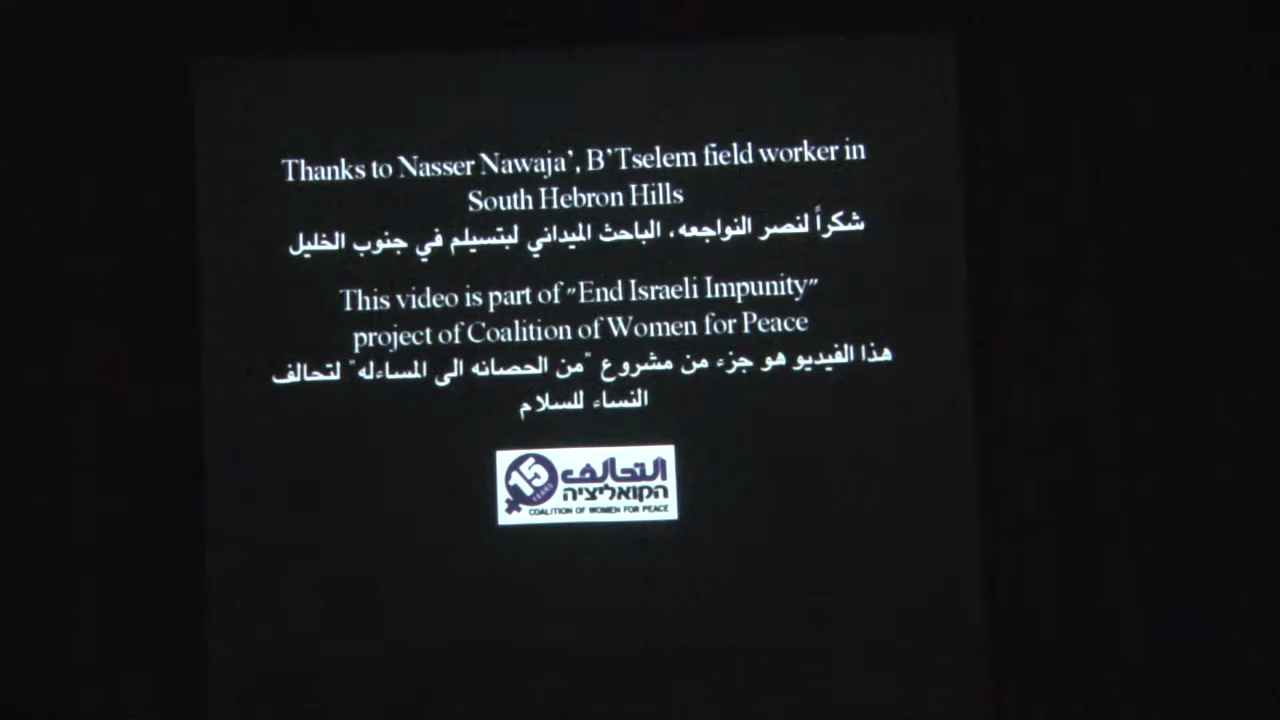 Thanks to Nasser Nawaja', B'Tselem field worker in
South Hebron Hills
شكراً لنصر النواجعه، الباحث الميداني لبتسيلم في جنوب الخليل
This video is part of "End Israeli Impunity"
project of Coalition of Women for Peace
هذا الفيديو هو جزء من مشروع "من الحصانه الى المساءله" لتحالف
النساء للسلام
15 YEARS
التحالف
הקואליציה
COALITION OF WOMEN FOR PEACE